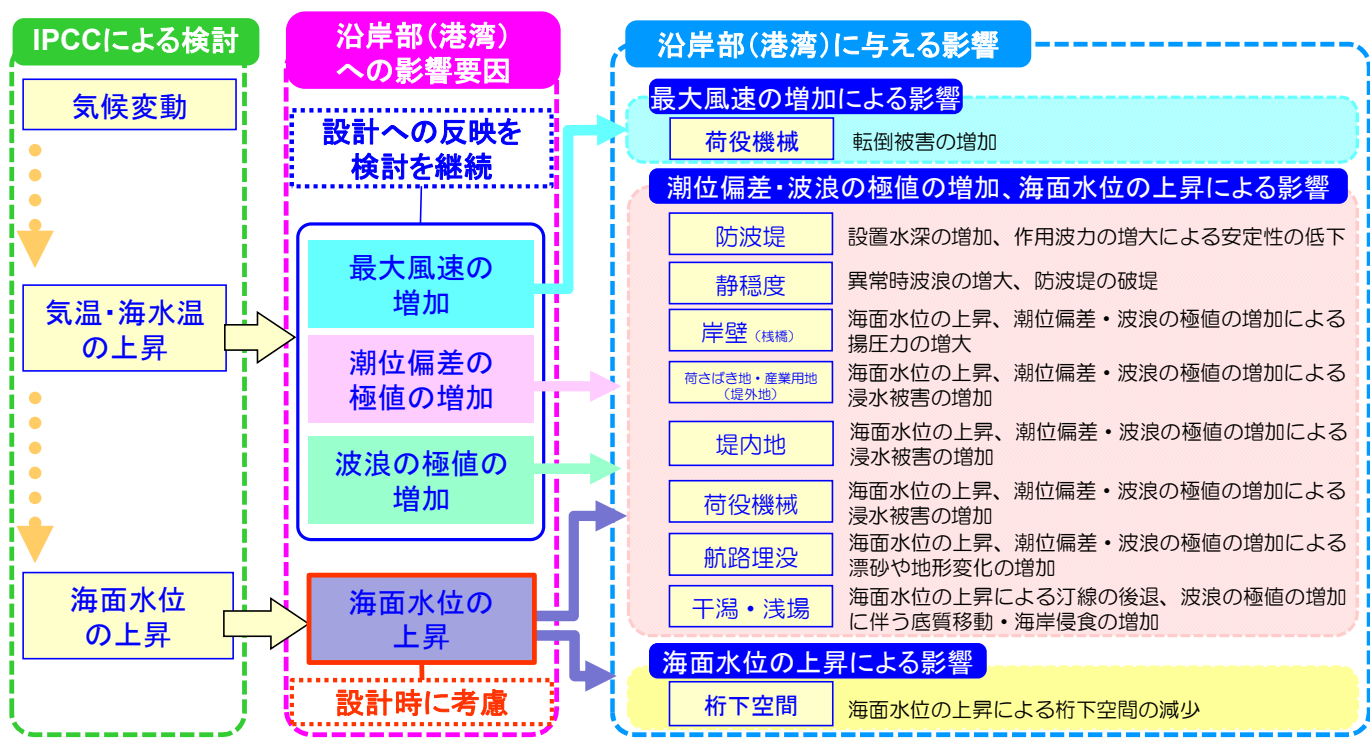 IPCCによる検討
気候変動
気温・海水温
の上昇
海面水位
の上昇
沿岸部(港湾)
への影響要因
設計への反映を
検討を継続
最大風速の
増加
潮位偏差の
極値の増加
波浪の極値の
増加
海面水位の
上昇
設計時に考慮
沿岸部(港湾)に与える影響
最大風速の増加による影響
荷役機械 転倒被害の増加
潮位偏差・波浪の極値の増加、海面水位の上昇による影響
防波堤 設置水深の増加、作用波力の増大による安定性の低下
静穏度 異常時波浪の増大、防波堤の破堤
岸壁(桟橋) 海面水位の上昇、潮位偏差・波浪の極値の増加による
揚圧力の増大
荷さばき地・産業用地
(堤外地)
海面水位の上昇、潮位偏差・波浪の極値の増加による
浸水被害の増加
堤内地 海面水位の上昇、潮位偏差・波浪の極値の増加による
浸水被害の増加
荷役機械 海面水位の上昇、潮位偏差・波浪の極値の増加による
浸水被害の増加
航路埋没 海面水位の上昇、潮位偏差・波浪の極値の増加による
漂砂や地形変化の増加
干潟・浅場 海面水位の上昇による汀線の後退、波浪の極値の増加
に伴う底質移動・海岸侵食の増加
海面水位の上昇による影響
桁下空間 海面水位の上昇による桁下空間の減少